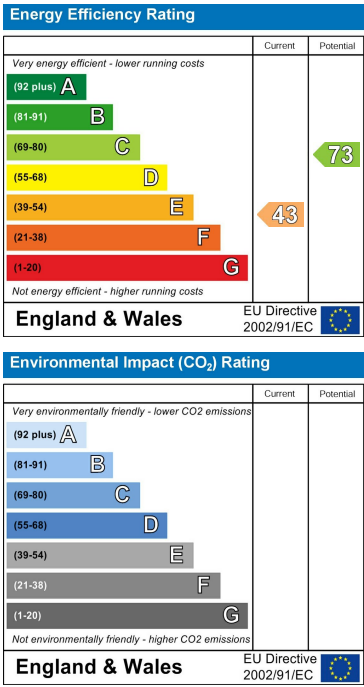 Energy Efficiency Rating
Current Potential
Very energy efficient - lower running costs
(92 plus) A
(81-91) B
(69-80) C
73
(55-68) D
(39-54) E
43
(21-38) F
(1-20) G
Not energy efficient - higher running costs
England & Wales
EU Directive
2002/91/EC
Environmental Impact (CO₂) Rating
Current Potential
Very environmentally friendly - lower CO2 emissions
(92 plus) A
(81-91) B
(69-80) C
(55-68) D
(39-54) E
(21-38) F
(1-20) G
Not environmentally friendly - higher CO2 emissions
England & Wales
EU Directive
2002/91/EC